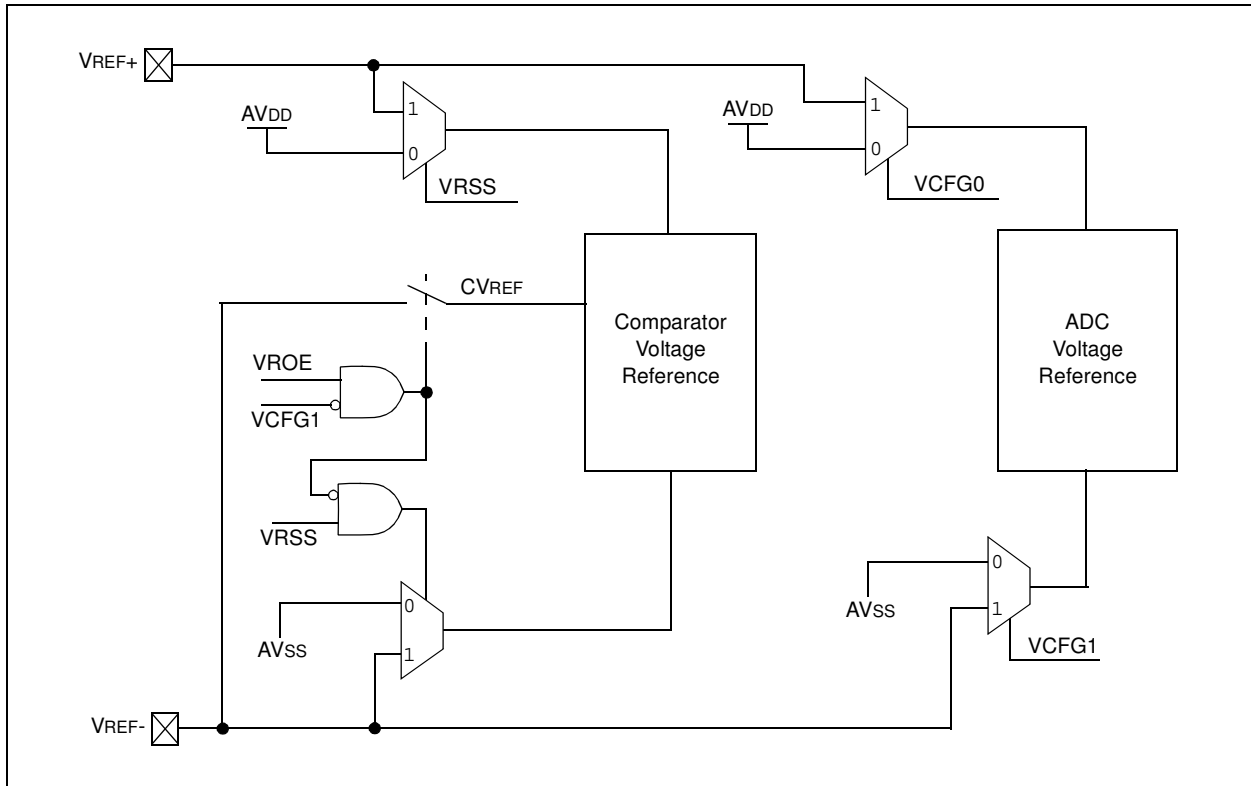 VREF+
1
AVDD
0
VRSS
1
AVDD
0
VCFG0
CVREF
Comparator
Voltage
Reference
ADC
Voltage
Reference
VROE
VCFG1
VRSS
0
AVSS
1
0
AVSS
1
VCFG1
VREF-